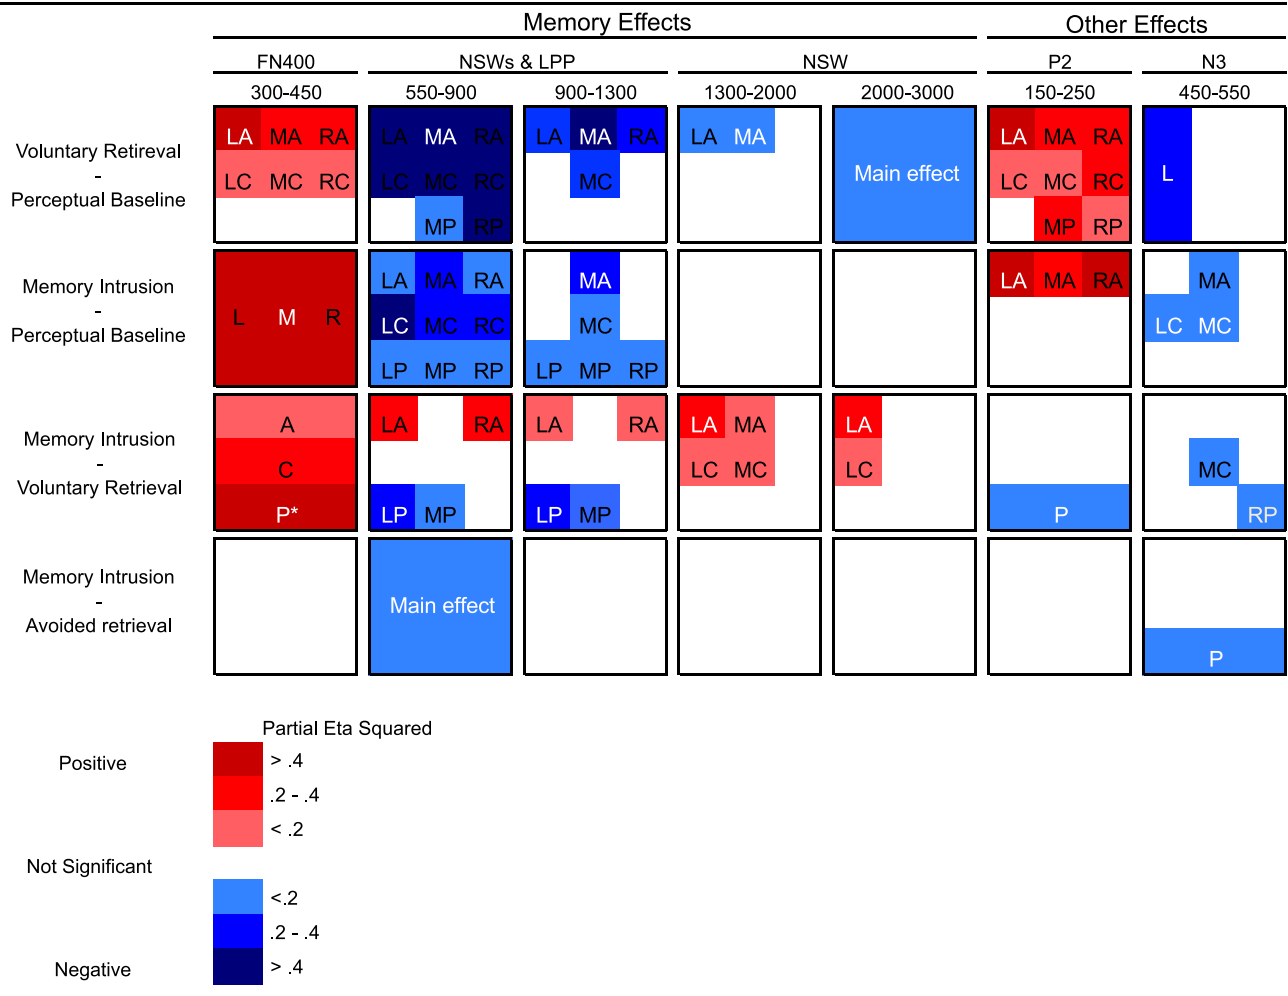 Memory Effects Other Effects
FN400 NSWs & LPP NSW P2 N3
300-450 550-900 900-1300 1300-2000 2000-3000 150-250 450-550
Voluntary Retireval
-
Perceptual Baseline
LA MA RA LA MA RA LA MA RA LA MA LA MA RA
LC MC RC LC MC RC MC Main effect LC MC RC L
MP RP MP RP
Memory Intrusion
-
Perceptual Baseline
LA MA RA MA LA MA RA MA
L M R LC MC RC MC LC MC
LP MP RP LP MP RP
Memory Intrusion
-
Voluntary Retrieval
A LA RA LA RA LA MA LA
C LC MC LC MC
P* LP MP LP MP P RP
Memory Intrusion
-
Avoided retrieval
Main effect
P
Partial Eta Squared
Positive
> .4
.2 - .4
< .2
Not Significant
<.2
.2 - .4
Negative
> .4